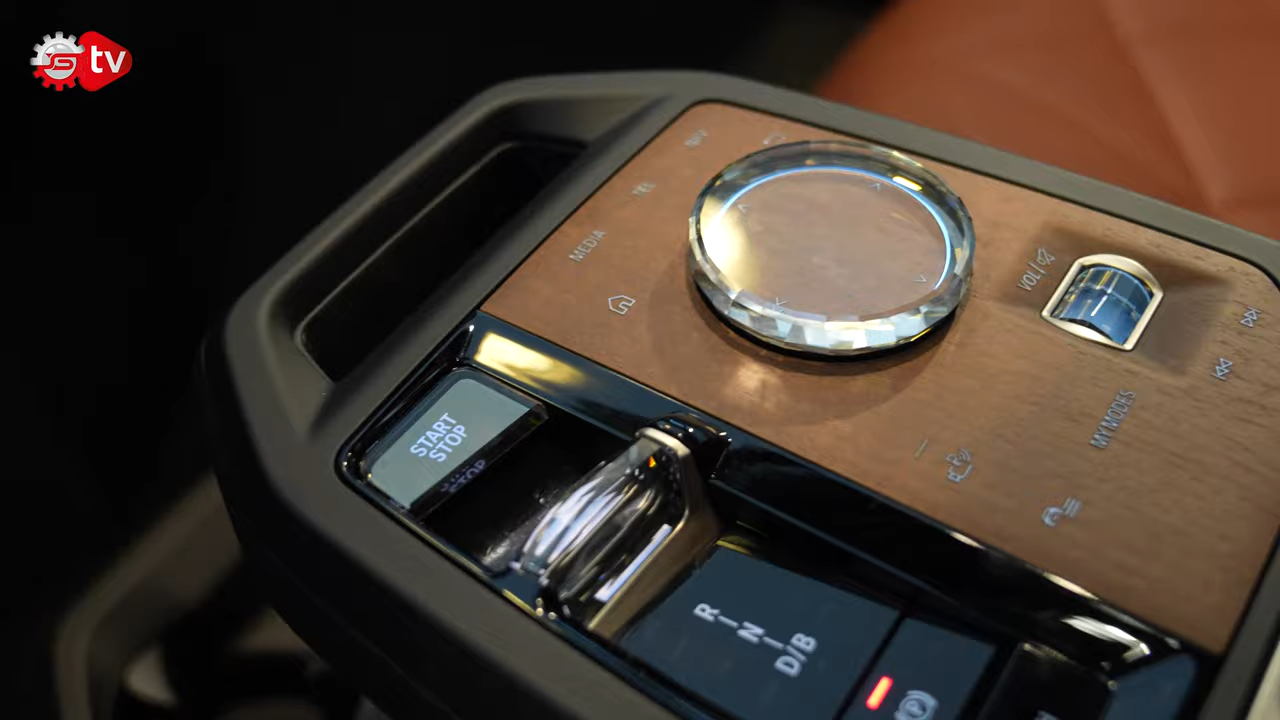 tv
NAV
TEL
MEDIA
VOL/
MY MODES
START
STOP
R
N
D/B
P